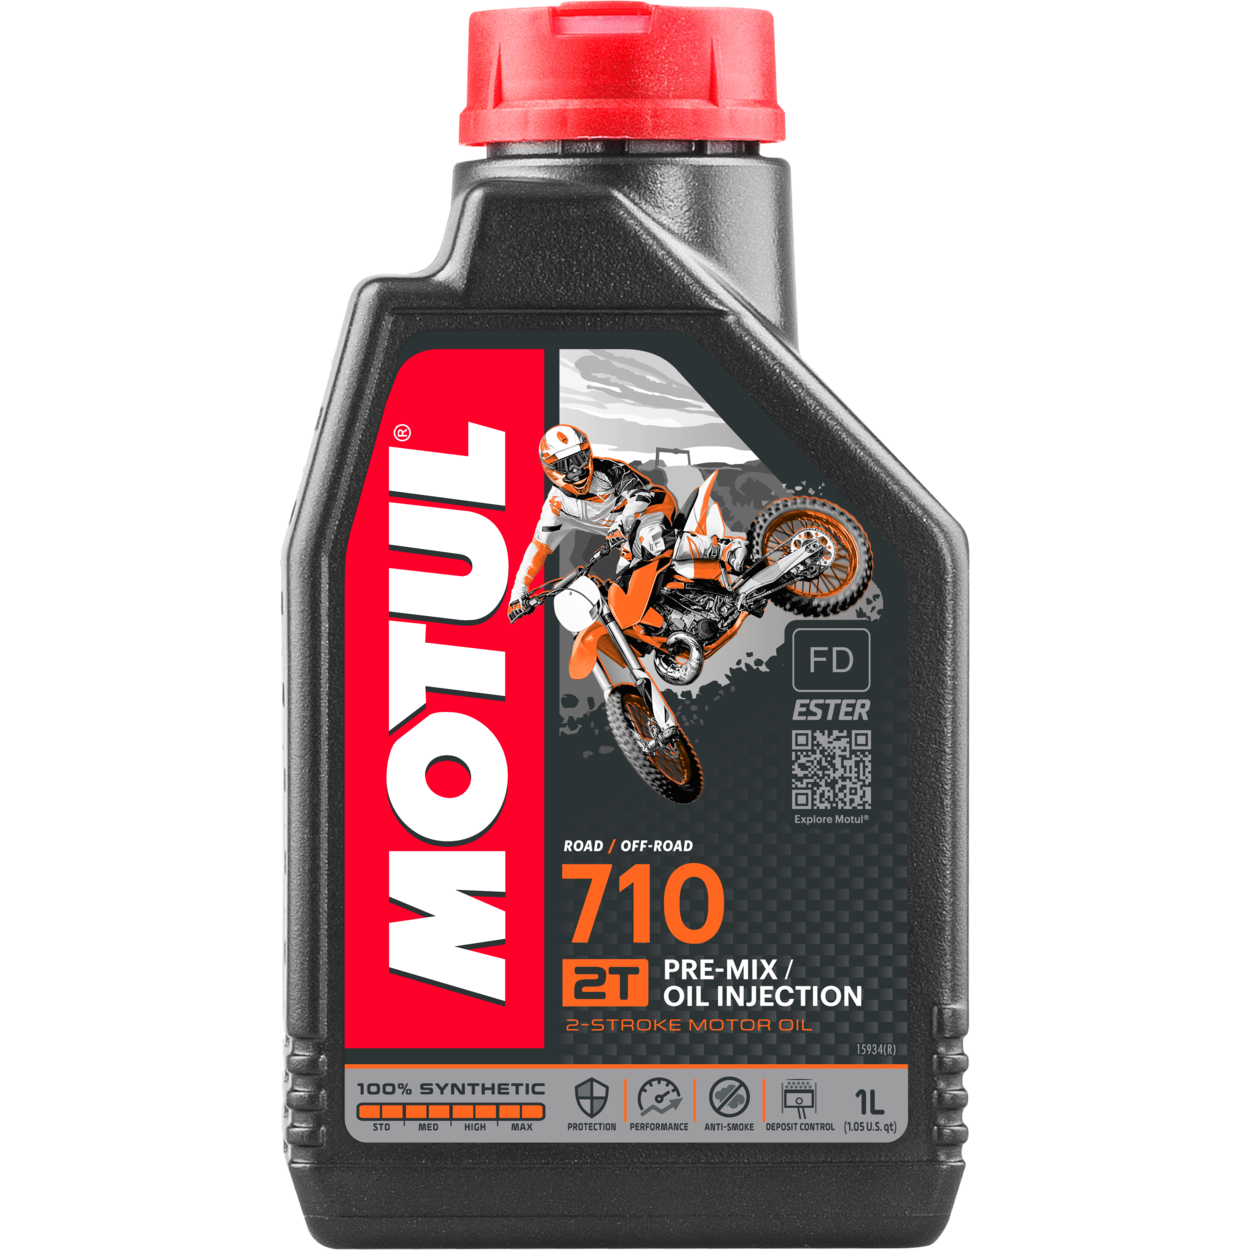 MOTUL®
FD
ESTER
Explore Motul®
ROAD / OFF-ROAD
710
2T
PRE-MIX /
OIL INJECTION
2-STROKE MOTOR OIL
15934(R)
100% SYNTHETIC
STD MED HIGH MAX
PROTECTION PERFORMANCE ANTI-SMOKE DEPOSIT CONTROL
1L
(1.05 U.S. qt)